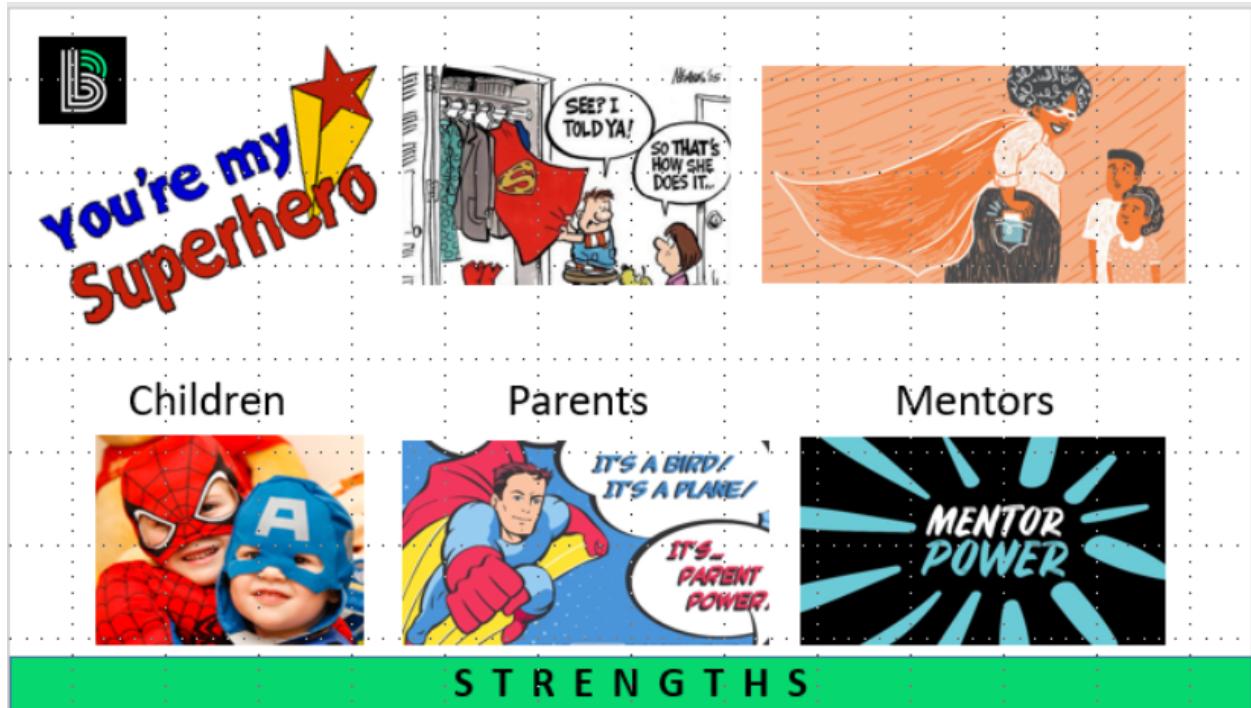 You're my
Superhero
SEE? I
TOLD YA!
SO THAT'S
HOW SHE
DOES IT...
Children
Parents
Mentors
A
IT'S A BIRD!
IT'S A PLANE!
IT'S...
PARENT
POWER.
MENTOR
POWER
STRENGTHS